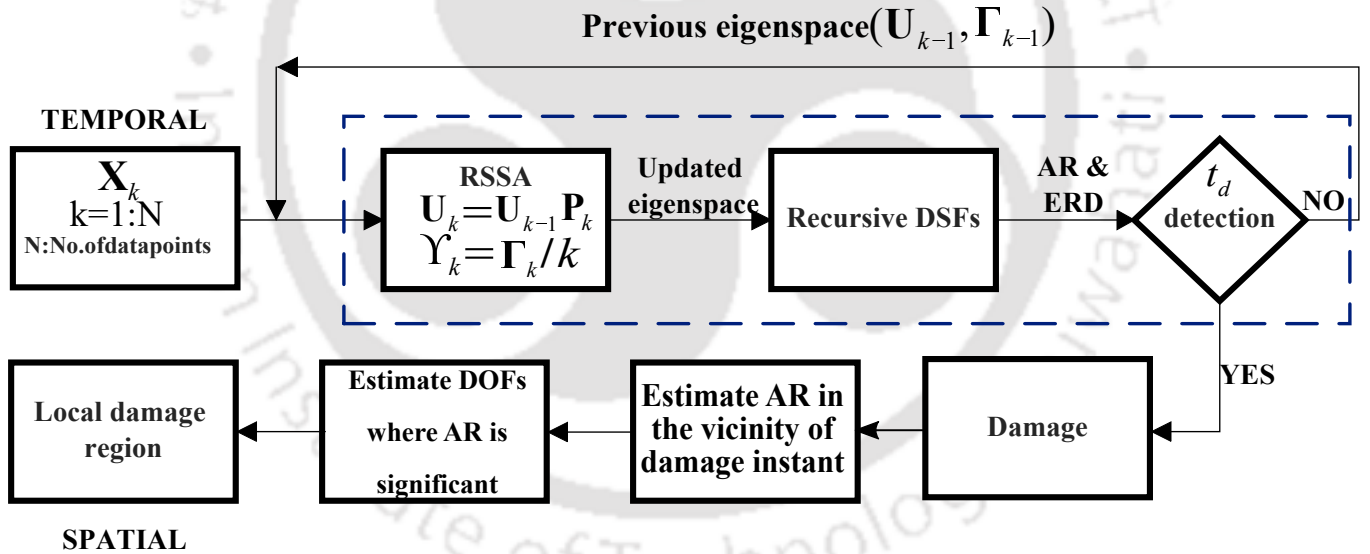 Previous eigenspace(U_{k−1}, Γ_{k−1})
TEMPORAL
X_k
k=1:N
N:No.ofdatapoints
RSSA
U_k=U_{k−1} P_k
ϒ_k=Γ_k/k
Updated
eigenspace
Recursive DSFs
AR &
ERD
t_d
detection
NO
YES
Damage
Estimate AR in
the vicinity of
damage instant
Estimate DOFs
where AR is
significant
Local damage
region
SPATIAL